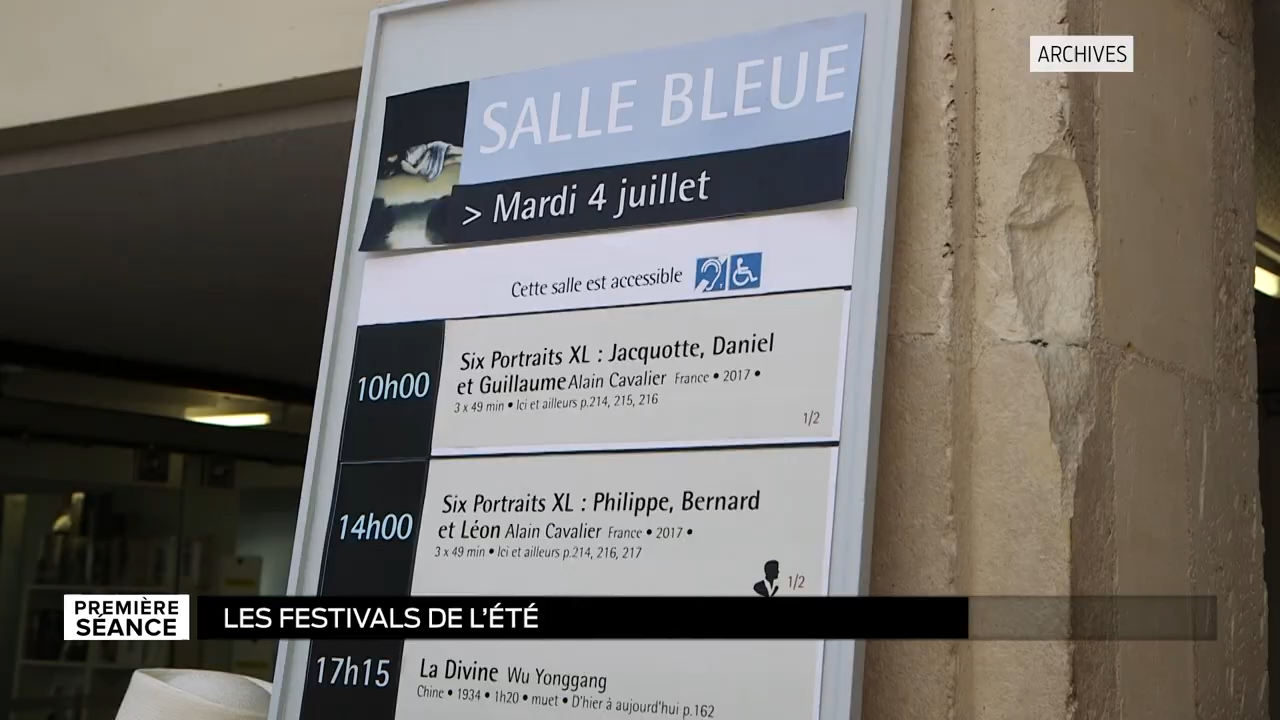 ARCHIVES
SALLE BLEUE
> Mardi 4 juillet
Cette salle est accessible
10h00
Six Portraits XL : Jacquotte, Daniel
et Guillaume Alain Cavalier France • 2017 •
3 x 49 min • Ici et ailleurs p.214, 215, 216
1/2
14h00
Six Portraits XL : Philippe, Bernard
et Léon Alain Cavalier France • 2017 •
3 x 49 min • Ici et ailleurs p.214, 216, 217
1/2
PREMIÈRE
SÉANCE
LES FESTIVALS DE L'ÉTÉ
17h15
La Divine Wu Yonggang
Chine • 1934 • 1h20 • muet • D'hier à aujourd'hui p.162